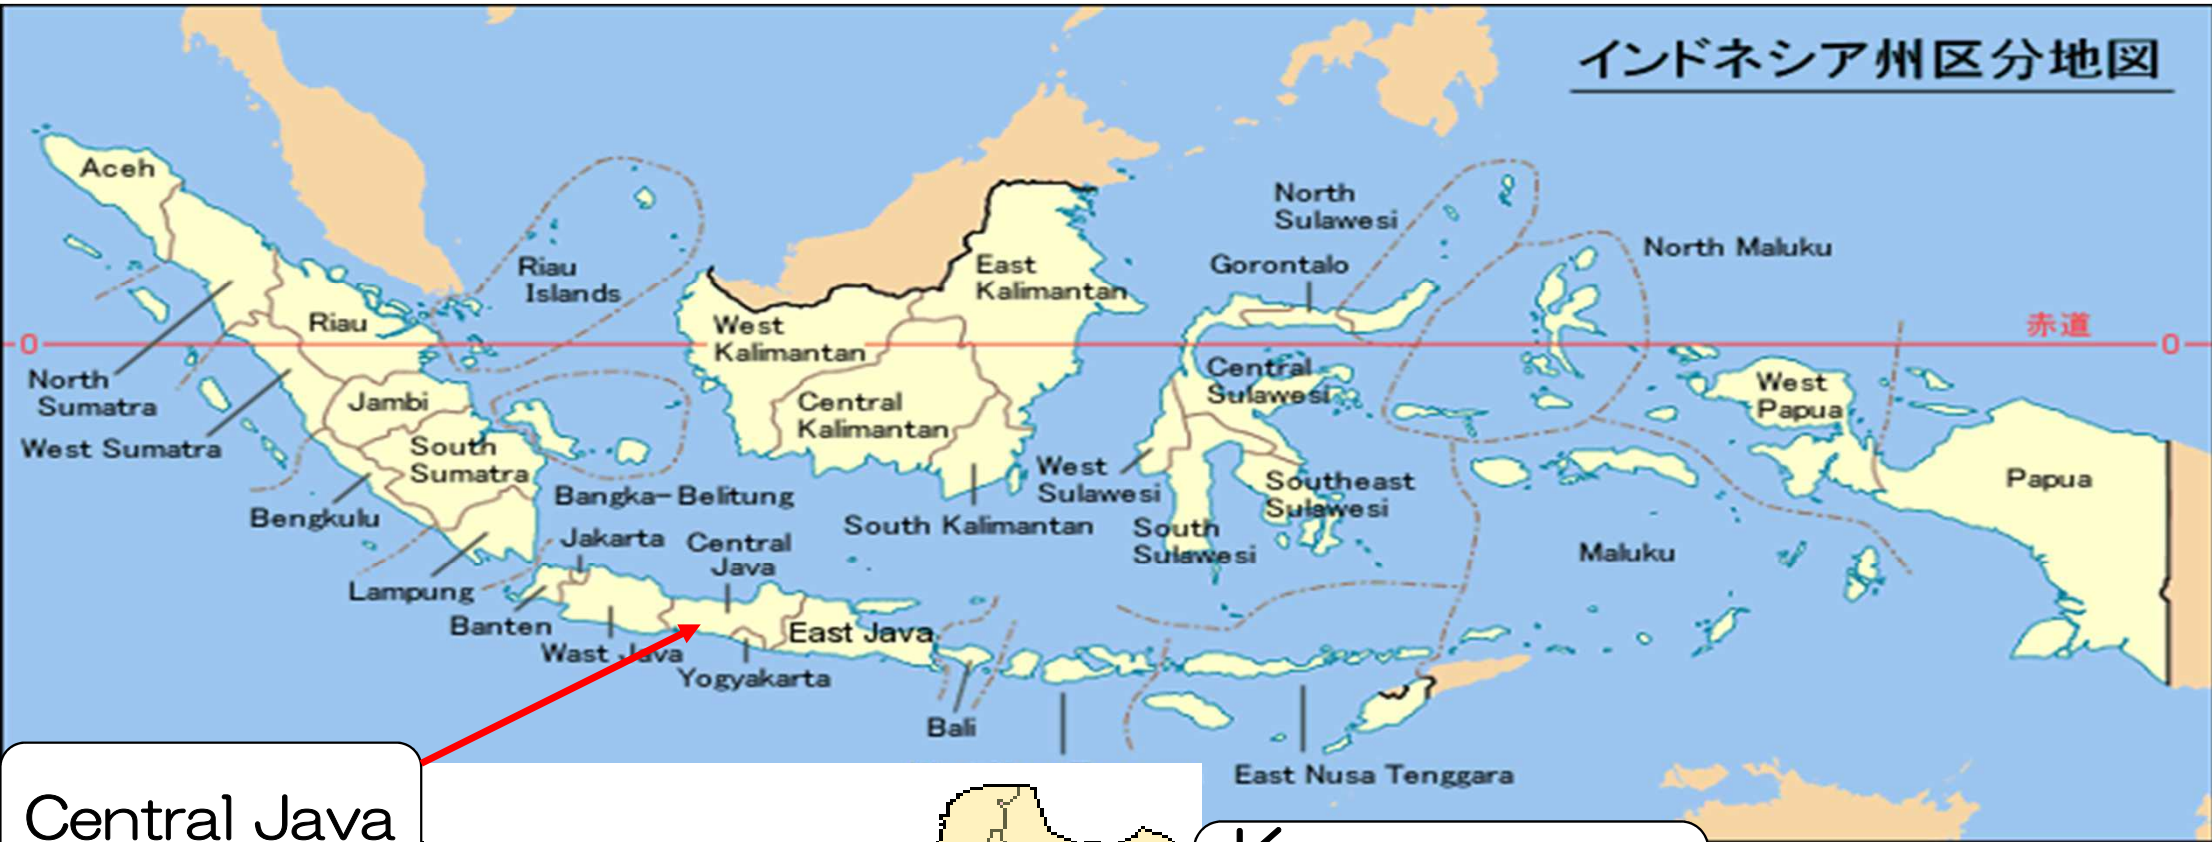 インドネシア州区分地図
Aceh
North
Sulawesi
North Maluku
Riau
Islands
East
Kalimantan
Gorontalo
Riau
West
Kalimantan
赤道
0
0
North
Sumatra
Jambi
Central
Sulawesi
West
Papua
Central
Kalimantan
West Sumatra
South
Sumatra
West
Sulawesi
Southeast
Sulawesi
Papua
Bangka-Belitung
Bengkulu
South Kalimantan
South
Sulawesi
Jakarta
Central
Java
Maluku
Lampung
Banten
East Java
Wast Java
Yogyakarta
Bali
East Nusa Tenggara
Central Java